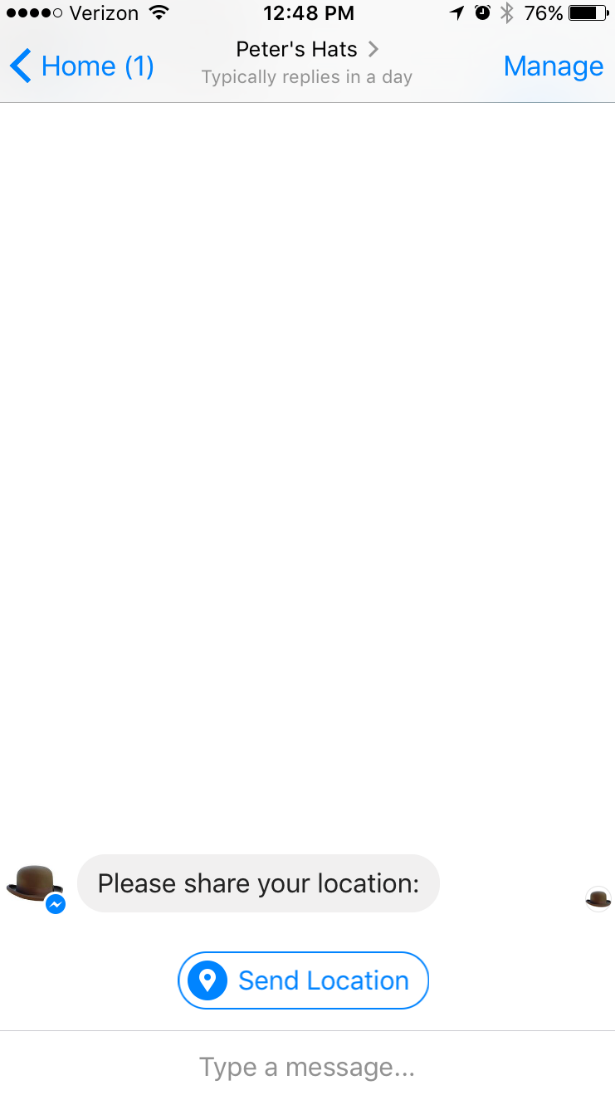 Verizon 12:48 PM 76%
Home (1) Peter's Hats Manage
Typically replies in a day
Please share your location:
Send Location
Type a message...